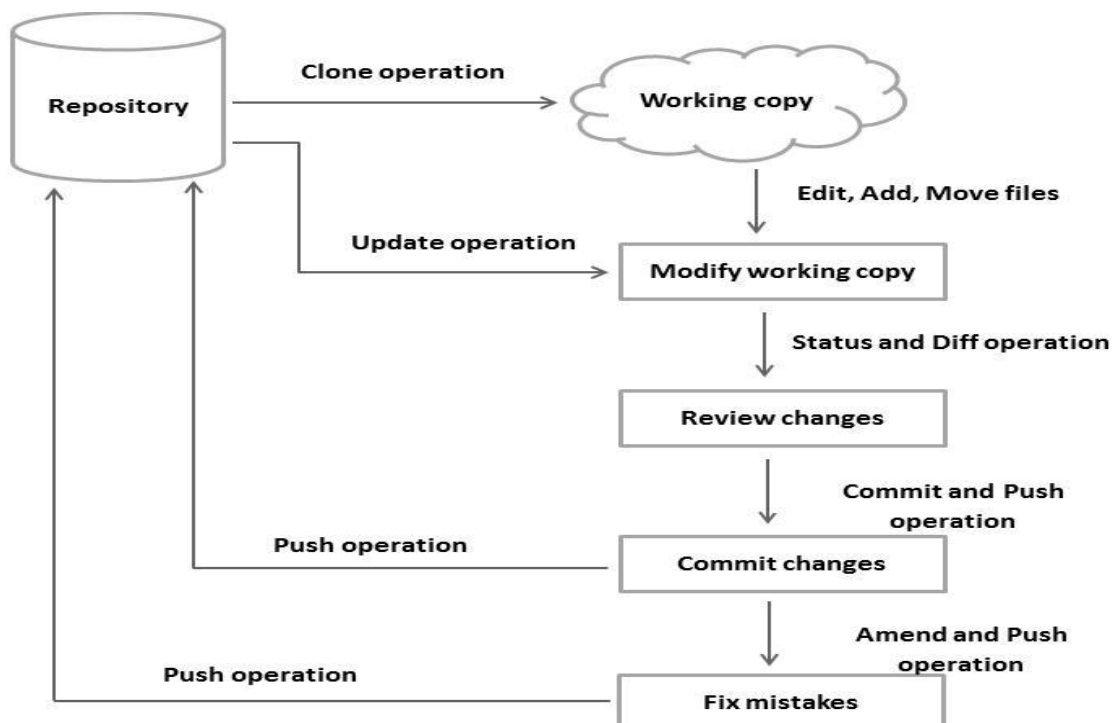 Clone operation
Repository
Working copy
Edit, Add, Move files
Update operation
Modify working copy
Status and Diff operation
Review changes
Commit and Push
operation
Push operation
Commit changes
Amend and Push
operation
Push operation
Fix mistakes